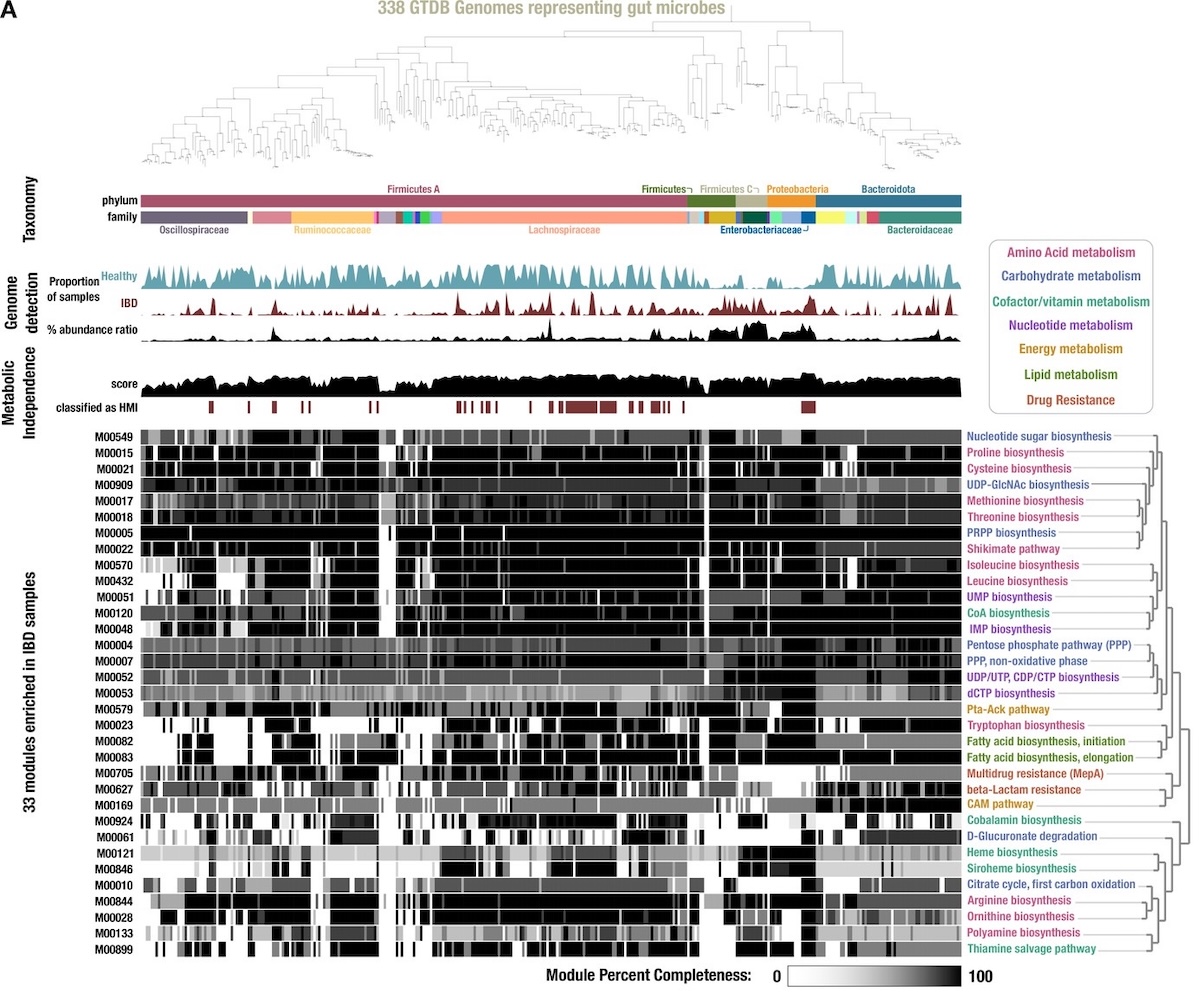 A
338 GTDB Genomes representing gut microbes
Taxonomy
Firmicutes A
Firmicutes
Firmicutes C
Proteobacteria
Bacteroidota
phylum
family
Oscillospiraceae
Ruminococcaceae
Lachnospiraceae
Enterobacteriaceae
Bacteroidaceae
Genome detection
Proportion of samples
Healthy
IBD
% abundance ratio
Metabolic Independence
score
classified as HMI
Amino Acid metabolism
Carbohydrate metabolism
Cofactor/vitamin metabolism
Nucleotide metabolism
Energy metabolism
Lipid metabolism
Drug Resistance
33 modules enriched in IBD samples
M00549 Nucleotide sugar biosynthesis
M00015 Proline biosynthesis
M00021 Cysteine biosynthesis
M00909 UDP-GlcNAc biosynthesis
M00017 Methionine biosynthesis
M00018 Threonine biosynthesis
M00005 PRPP biosynthesis
M00022 Shikimate pathway
M00570 Isoleucine biosynthesis
M00432 Leucine biosynthesis
M00051 UMP biosynthesis
M00120 CoA biosynthesis
M00048 IMP biosynthesis
M00004 Pentose phosphate pathway (PPP)
M00007 PPP, non-oxidative phase
M00052 UDP/UTP, CDP/CTP biosynthesis
M00053 dCTP biosynthesis
M00579 Pta-Ack pathway
M00023 Tryptophan biosynthesis
M00082 Fatty acid biosynthesis, initiation
M00083 Fatty acid biosynthesis, elongation
M00705 Multidrug resistance (MepA)
M00627 beta-Lactam resistance
M00169 CAM pathway
M00924 Cobalamin biosynthesis
M00061 D-Glucuronate degradation
M00121 Heme biosynthesis
M00846 Siroheme biosynthesis
M00010 Citrate cycle, first carbon oxidation
M00844 Arginine biosynthesis
M00028 Ornithine biosynthesis
M00133 Polyamine biosynthesis
M00899 Thiamine salvage pathway
Module Percent Completeness: 0 100